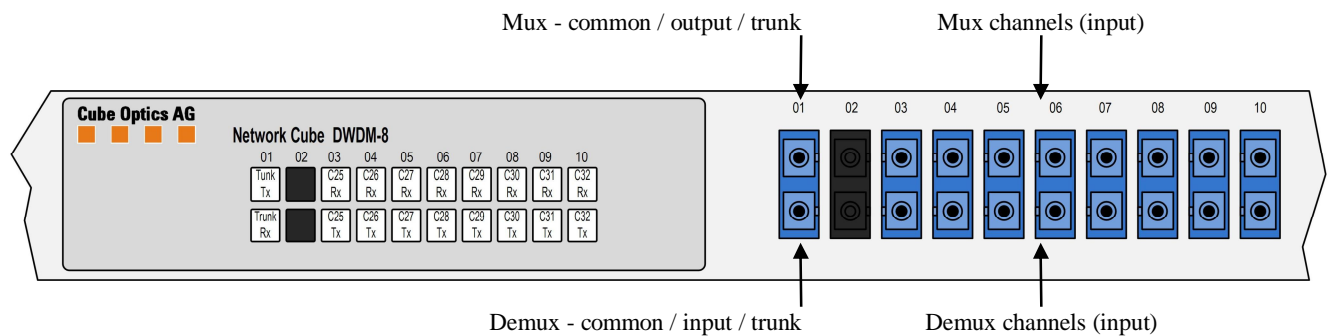 Mux - common / output / trunk Mux channels (input)
Cube Optics AG
Network Cube DWDM-8
01 02 03 04 05 06 07 08 09 10
Tunk C25 C26 C27 C28 C29 C30 C31 C32
Tx Rx Rx Rx Rx Rx Rx Rx Rx
Trunk C25 C26 C27 C28 C29 C30 C31 C32
Rx Tx Tx Tx Tx Tx Tx Tx Tx
01 02 03 04 05 06 07 08 09 10
Demux - common / input / trunk Demux channels (input)